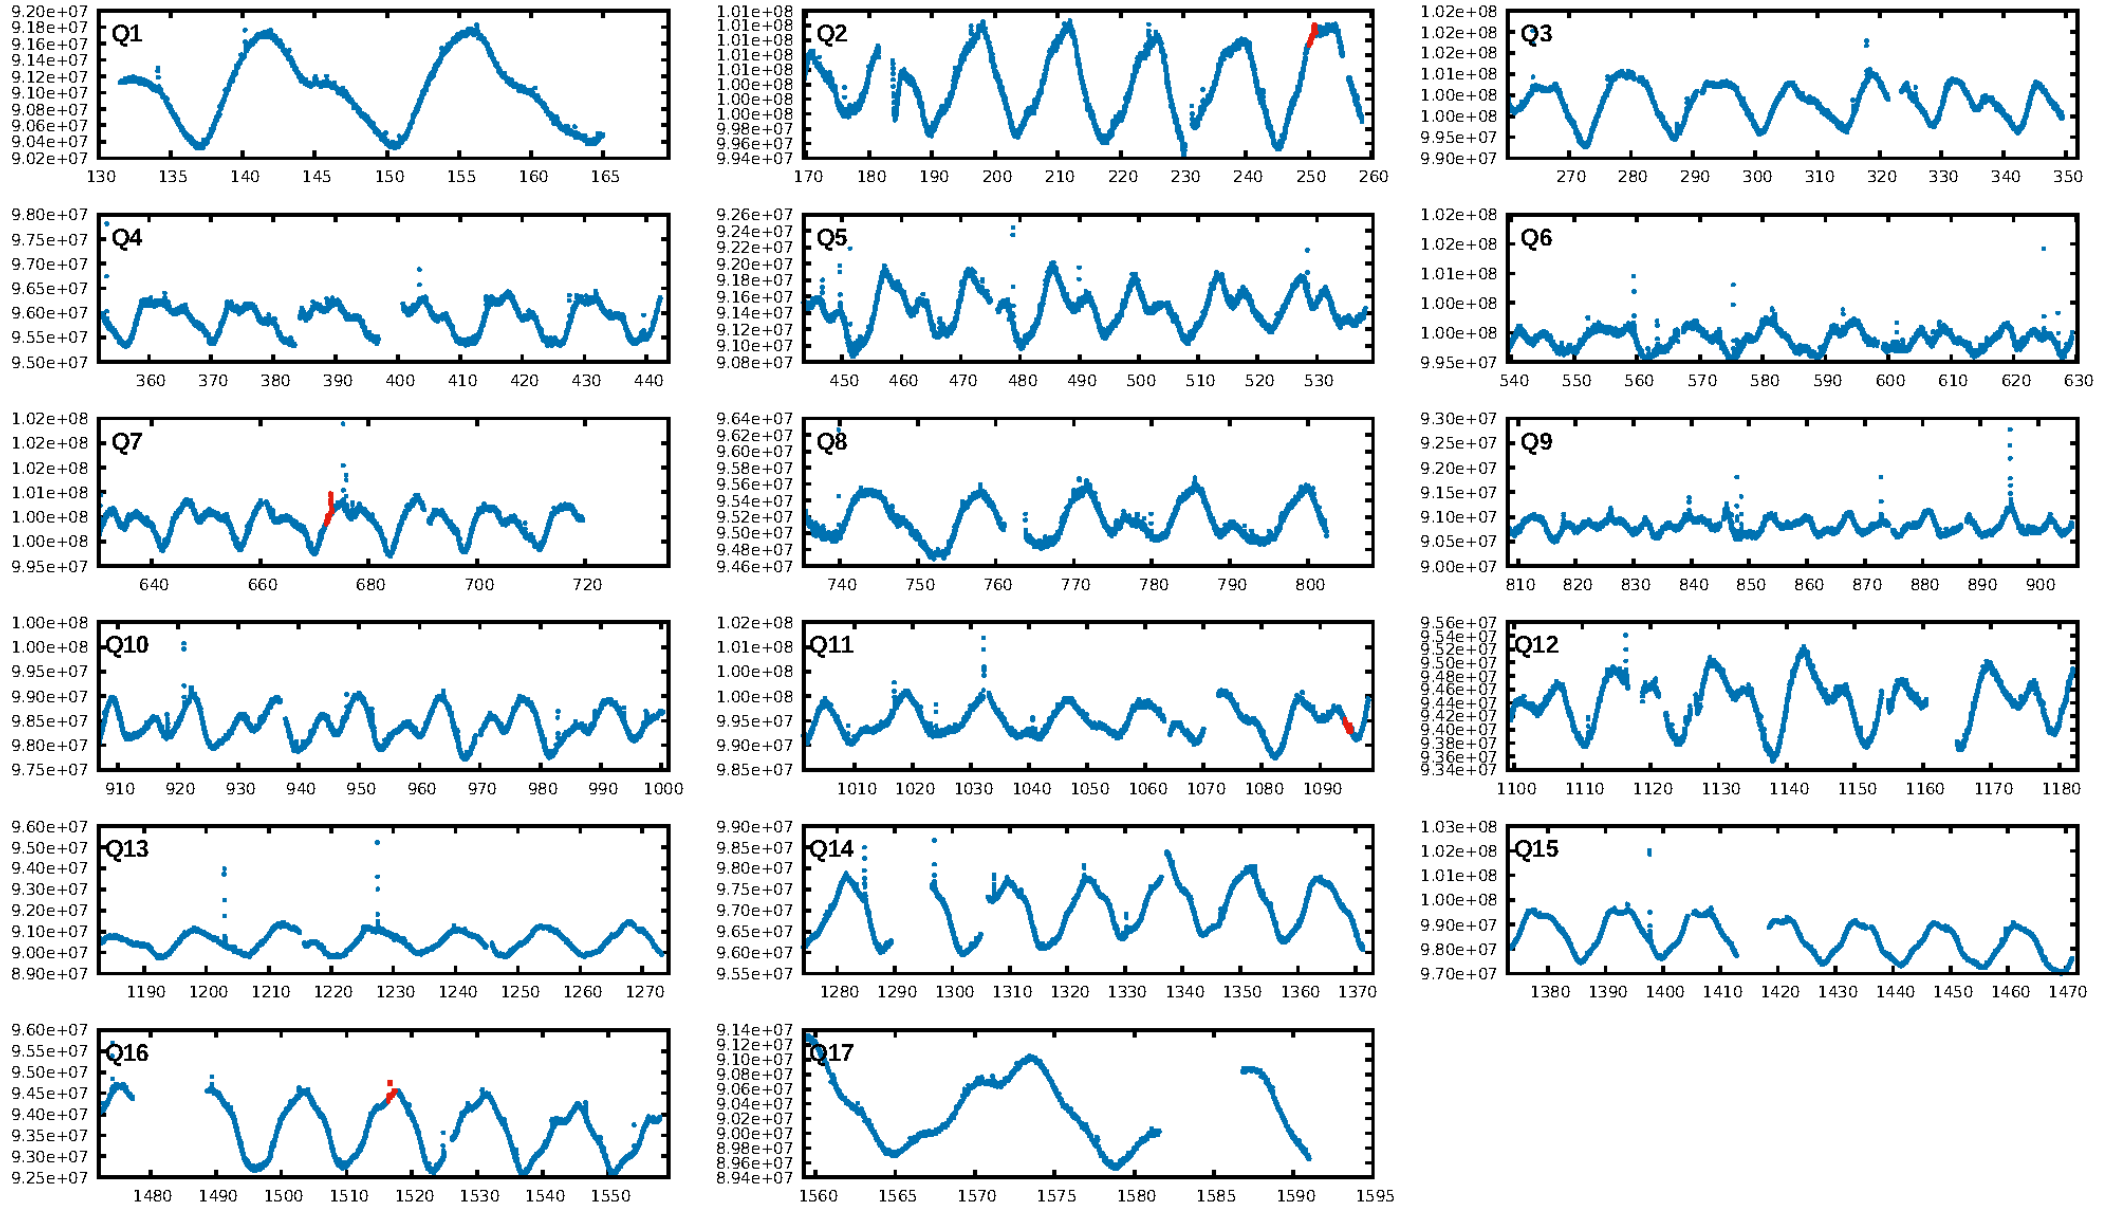 9.20e+07
9.18e+07
9.16e+07
9.14e+07
9.12e+07
9.10e+07
9.08e+07
9.06e+07
9.04e+07
9.02e+07
Q1
130 135 140 145 150 155 160 165
1.01e+08
1.01e+08
1.01e+08
1.01e+08
1.01e+08
1.00e+08
1.00e+08
1.00e+08
9.98e+07
9.96e+07
9.94e+07
Q2
170 180 190 200 210 220 230 240 250 260
1.02e+08
1.02e+08
1.01e+08
1.01e+08
1.00e+08
1.00e+08
9.95e+07
9.90e+07
Q3
270 280 290 300 310 320 330 340 350
9.80e+07
9.75e+07
9.70e+07
9.65e+07
9.60e+07
9.55e+07
9.50e+07
Q4
360 370 380 390 400 410 420 430 440
9.26e+07
9.24e+07
9.22e+07
9.20e+07
9.18e+07
9.16e+07
9.14e+07
9.12e+07
9.10e+07
9.08e+07
Q5
450 460 470 480 490 500 510 520 530
1.02e+08
1.02e+08
1.01e+08
1.00e+08
1.00e+08
9.95e+07
Q6
540 550 560 570 580 590 600 610 620 630
1.02e+08
1.02e+08
1.02e+08
1.01e+08
1.00e+08
1.00e+08
9.95e+07
Q7
640 660 680 700 720
9.64e+07
9.62e+07
9.60e+07
9.58e+07
9.56e+07
9.54e+07
9.52e+07
9.50e+07
9.48e+07
9.46e+07
Q8
740 750 760 770 780 790 800
9.30e+07
9.25e+07
9.20e+07
9.15e+07
9.10e+07
9.05e+07
9.00e+07
Q9
810 820 830 840 850 860 870 880 890 900
1.00e+08
1.00e+08
9.95e+07
9.90e+07
9.85e+07
9.80e+07
9.75e+07
Q10
910 920 930 940 950 960 970 980 990 1000
1.02e+08
1.01e+08
1.00e+08
1.00e+08
9.95e+07
9.90e+07
9.85e+07
Q11
1010 1020 1030 1040 1050 1060 1070 1080 1090
9.56e+07
9.54e+07
9.52e+07
9.50e+07
9.48e+07
9.46e+07
9.44e+07
9.42e+07
9.40e+07
9.38e+07
9.36e+07
9.34e+07
Q12
1100 1110 1120 1130 1140 1150 1160 1170 1180
9.60e+07
9.50e+07
9.40e+07
9.30e+07
9.20e+07
9.10e+07
9.00e+07
8.90e+07
Q13
1190 1200 1210 1220 1230 1240 1250 1260 1270
9.90e+07
9.85e+07
9.80e+07
9.75e+07
9.70e+07
9.65e+07
9.60e+07
9.55e+07
Q14
1280 1290 1300 1310 1320 1330 1340 1350 1360 1370
1.03e+08
1.02e+08
1.01e+08
1.00e+08
9.90e+07
9.80e+07
9.70e+07
Q15
1380 1390 1400 1410 1420 1430 1440 1450 1460 1470
9.60e+07
9.55e+07
9.50e+07
9.45e+07
9.40e+07
9.35e+07
9.30e+07
9.25e+07
Q16
1480 1490 1500 1510 1520 1530 1540 1550
9.14e+07
9.12e+07
9.10e+07
9.08e+07
9.06e+07
9.04e+07
9.02e+07
9.00e+07
8.98e+07
8.96e+07
8.94e+07
Q17
1560 1565 1570 1575 1580 1585 1590 1595